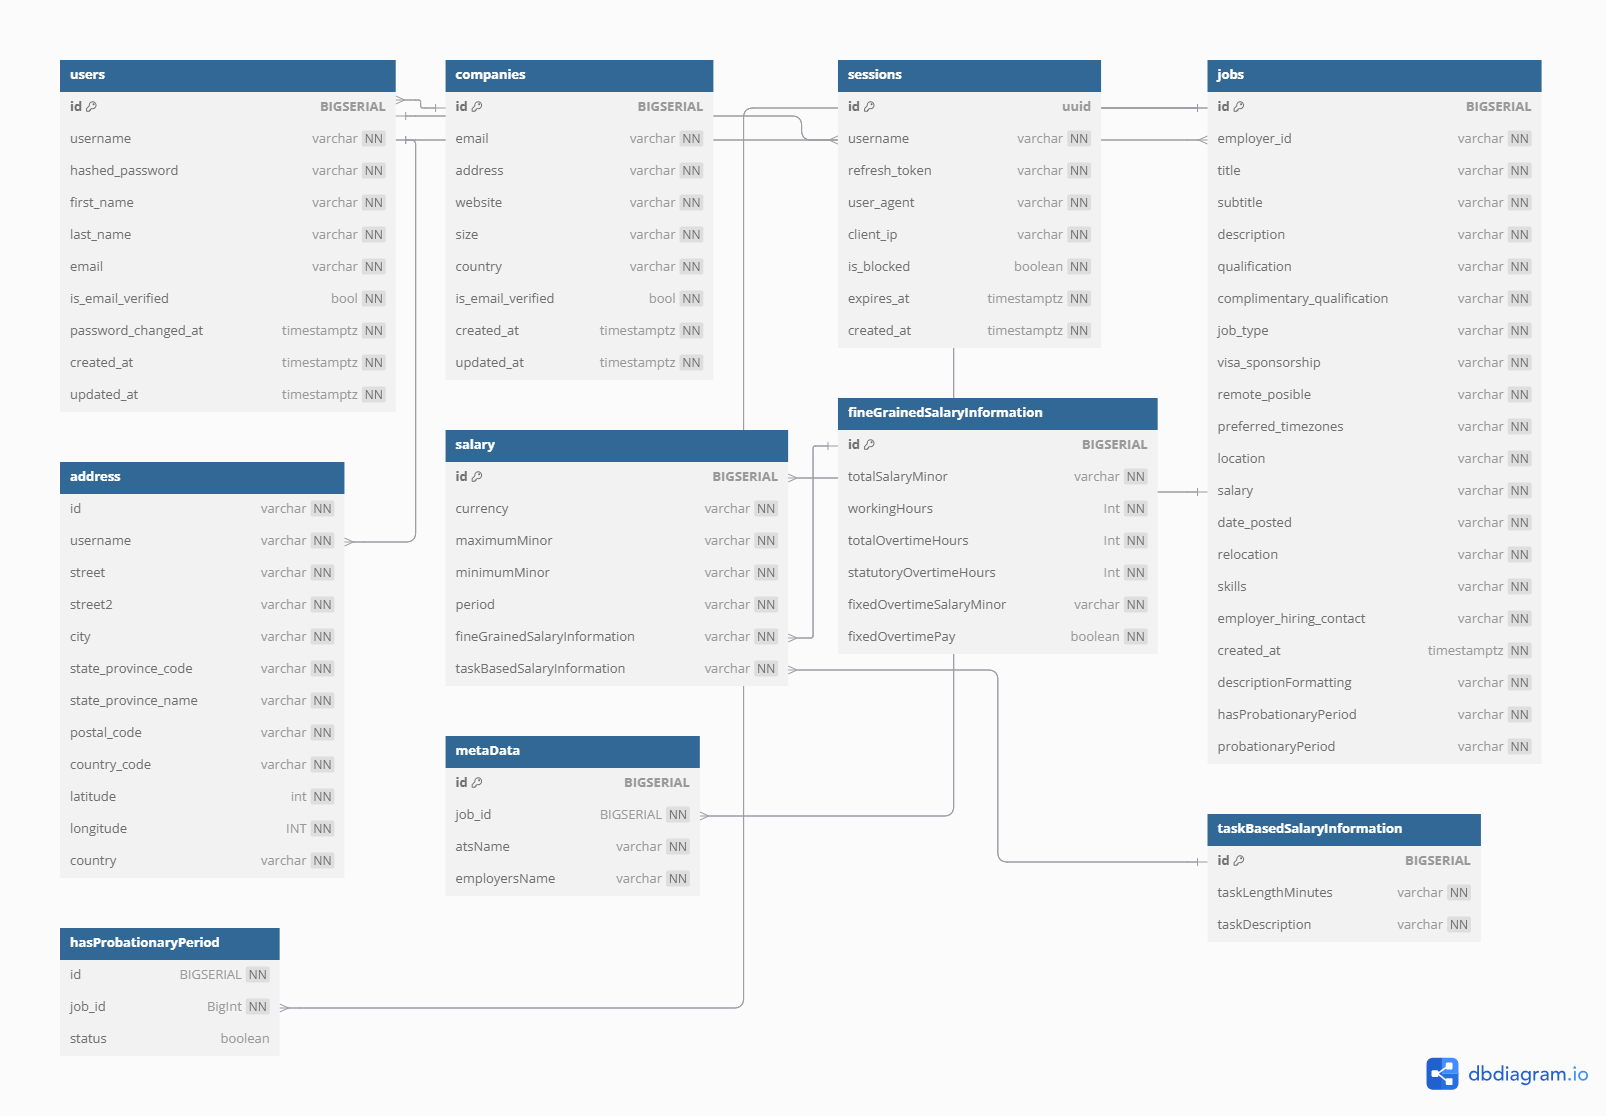 users
id BIGSERIAL
username varchar NN
hashed_password varchar NN
first_name varchar NN
last_name varchar NN
email varchar NN
is_email_verified bool NN
password_changed_at timestamptz NN
created_at timestamptz NN
updated_at timestamptz NN
companies
id BIGSERIAL
email varchar NN
address varchar NN
website varchar NN
size varchar NN
country varchar NN
is_email_verified bool NN
created_at timestamptz NN
updated_at timestamptz NN
sessions
id uuid
username varchar NN
refresh_token varchar NN
user_agent varchar NN
client_ip varchar NN
is_blocked boolean NN
expires_at timestamptz NN
created_at timestamptz NN
jobs
id BIGSERIAL
employer_id varchar NN
title varchar NN
subtitle varchar NN
description varchar NN
qualification varchar NN
complimentary_qualification varchar NN
job_type varchar NN
visa_sponsorship varchar NN
remote_posible varchar NN
preferred_timezones varchar NN
location varchar NN
salary varchar NN
date_posted varchar NN
relocation varchar NN
skills varchar NN
employer_hiring_contact varchar NN
created_at timestamptz NN
descriptionFormatting varchar NN
hasProbationaryPeriod varchar NN
probationaryPeriod varchar NN
address
id varchar NN
username varchar NN
street varchar NN
street2 varchar NN
city varchar NN
state_province_code varchar NN
state_province_name varchar NN
postal_code varchar NN
country_code varchar NN
latitude int NN
longitude INT NN
country varchar NN
salary
id BIGSERIAL
currency varchar NN
maximumMinor varchar NN
minimumMinor varchar NN
period varchar NN
fineGrainedSalaryInformation varchar NN
taskBasedSalaryInformation varchar NN
fineGrainedSalaryInformation
id BIGSERIAL
totalSalaryMinor varchar NN
workingHours Int NN
totalOvertimeHours Int NN
statutoryOvertimeHours Int NN
fixedOvertimeSalaryMinor varchar NN
fixedOvertimePay boolean NN
metaData
id BIGSERIAL
job_id BIGSERIAL NN
atsName varchar NN
employersName varchar NN
taskBasedSalaryInformation
id BIGSERIAL
taskLengthMinutes varchar NN
taskDescription varchar NN
hasProbationaryPeriod
id BIGSERIAL NN
job_id BigInt NN
status boolean
dbdiagram.io